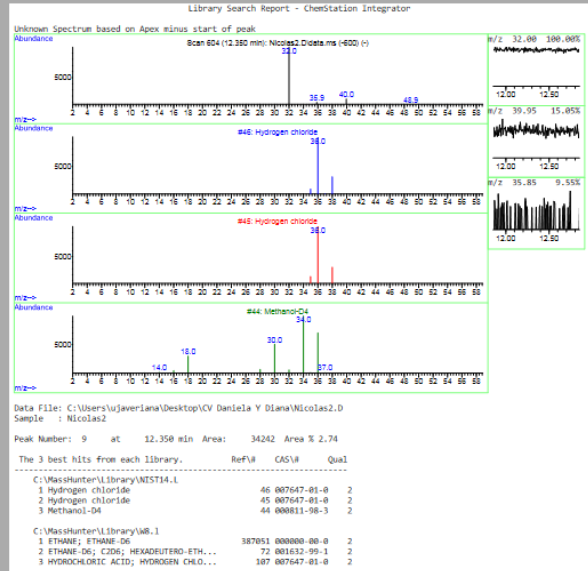 Library Search Report - ChemStation Integrator
Unknown Spectrum based on Apex minus start of peak
Abundance
Scan 604 (12.350 min): Nicolas2.D\data.ms (-600) (-)
32.0
35.9
40.0
48.9
5000
2 4 6 8 10 12 14 16 18 20 22 24 26 28 30 32 34 36 38 40 42 44 46 48 50 52 54 56 58
m/z-->
m/z 32.00 100.00%
12.00 12.50
Abundance
#46: Hydrogen chloride
36.0
5000
2 4 6 8 10 12 14 16 18 20 22 24 26 28 30 32 34 36 38 40 42 44 46 48 50 52 54 56 58
m/z-->
m/z 39.95 15.05%
12.00 12.50
Abundance
#45: Hydrogen chloride
36.0
5000
2 4 6 8 10 12 14 16 18 20 22 24 26 28 30 32 34 36 38 40 42 44 46 48 50 52 54 56 58
m/z-->
m/z 35.85 9.55%
12.00 12.50
Abundance
#44: Methanol-D4
34.0
30.0
18.0
14.0
37.0
5000
2 4 6 8 10 12 14 16 18 20 22 24 26 28 30 32 34 36 38 40 42 44 46 48 50 52 54 56 58
m/z-->
Data File: C:\Users\ujaveriana\Desktop\CV Daniela Y Diana\Nicolas2.D
Sample : Nicolas2
Peak Number: 9 at 12.350 min Area: 34242 Area % 2.74
The 3 best hits from each library. Ref\# CAS\# Qual
C:\MassHunter\Library\NIST14.L
1 Hydrogen chloride 46 007647-01-0 2
2 Hydrogen chloride 45 007647-01-0 2
3 Methanol-D4 44 000811-98-3 2
C:\MassHunter\Library\W8.l
1 ETHANE; ETHANE-D6 387051 000000-00-0 2
2 ETHANE-D6; C2D6; HEXADEUTERO-ETH... 72 001632-99-1 2
3 HYDROCHLORIC ACID; HYDROGEN CHLO... 107 007647-01-0 2